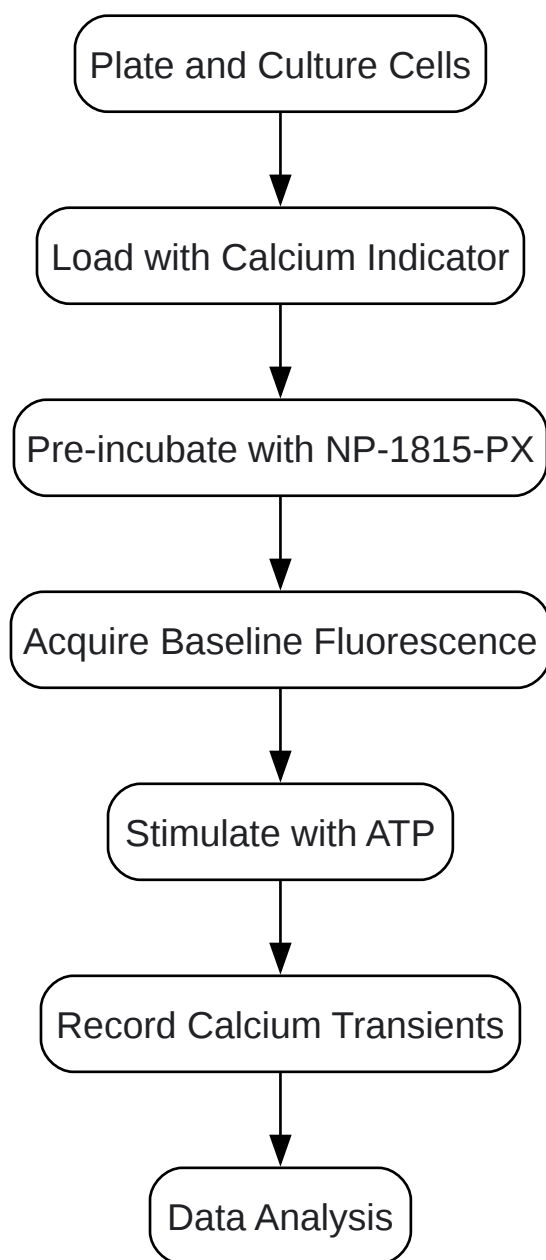 Plate and Culture Cells
Load with Calcium Indicator
Pre-incubate with NP-1815-PX
Acquire Baseline Fluorescence
Stimulate with ATP
Record Calcium Transients
Data Analysis